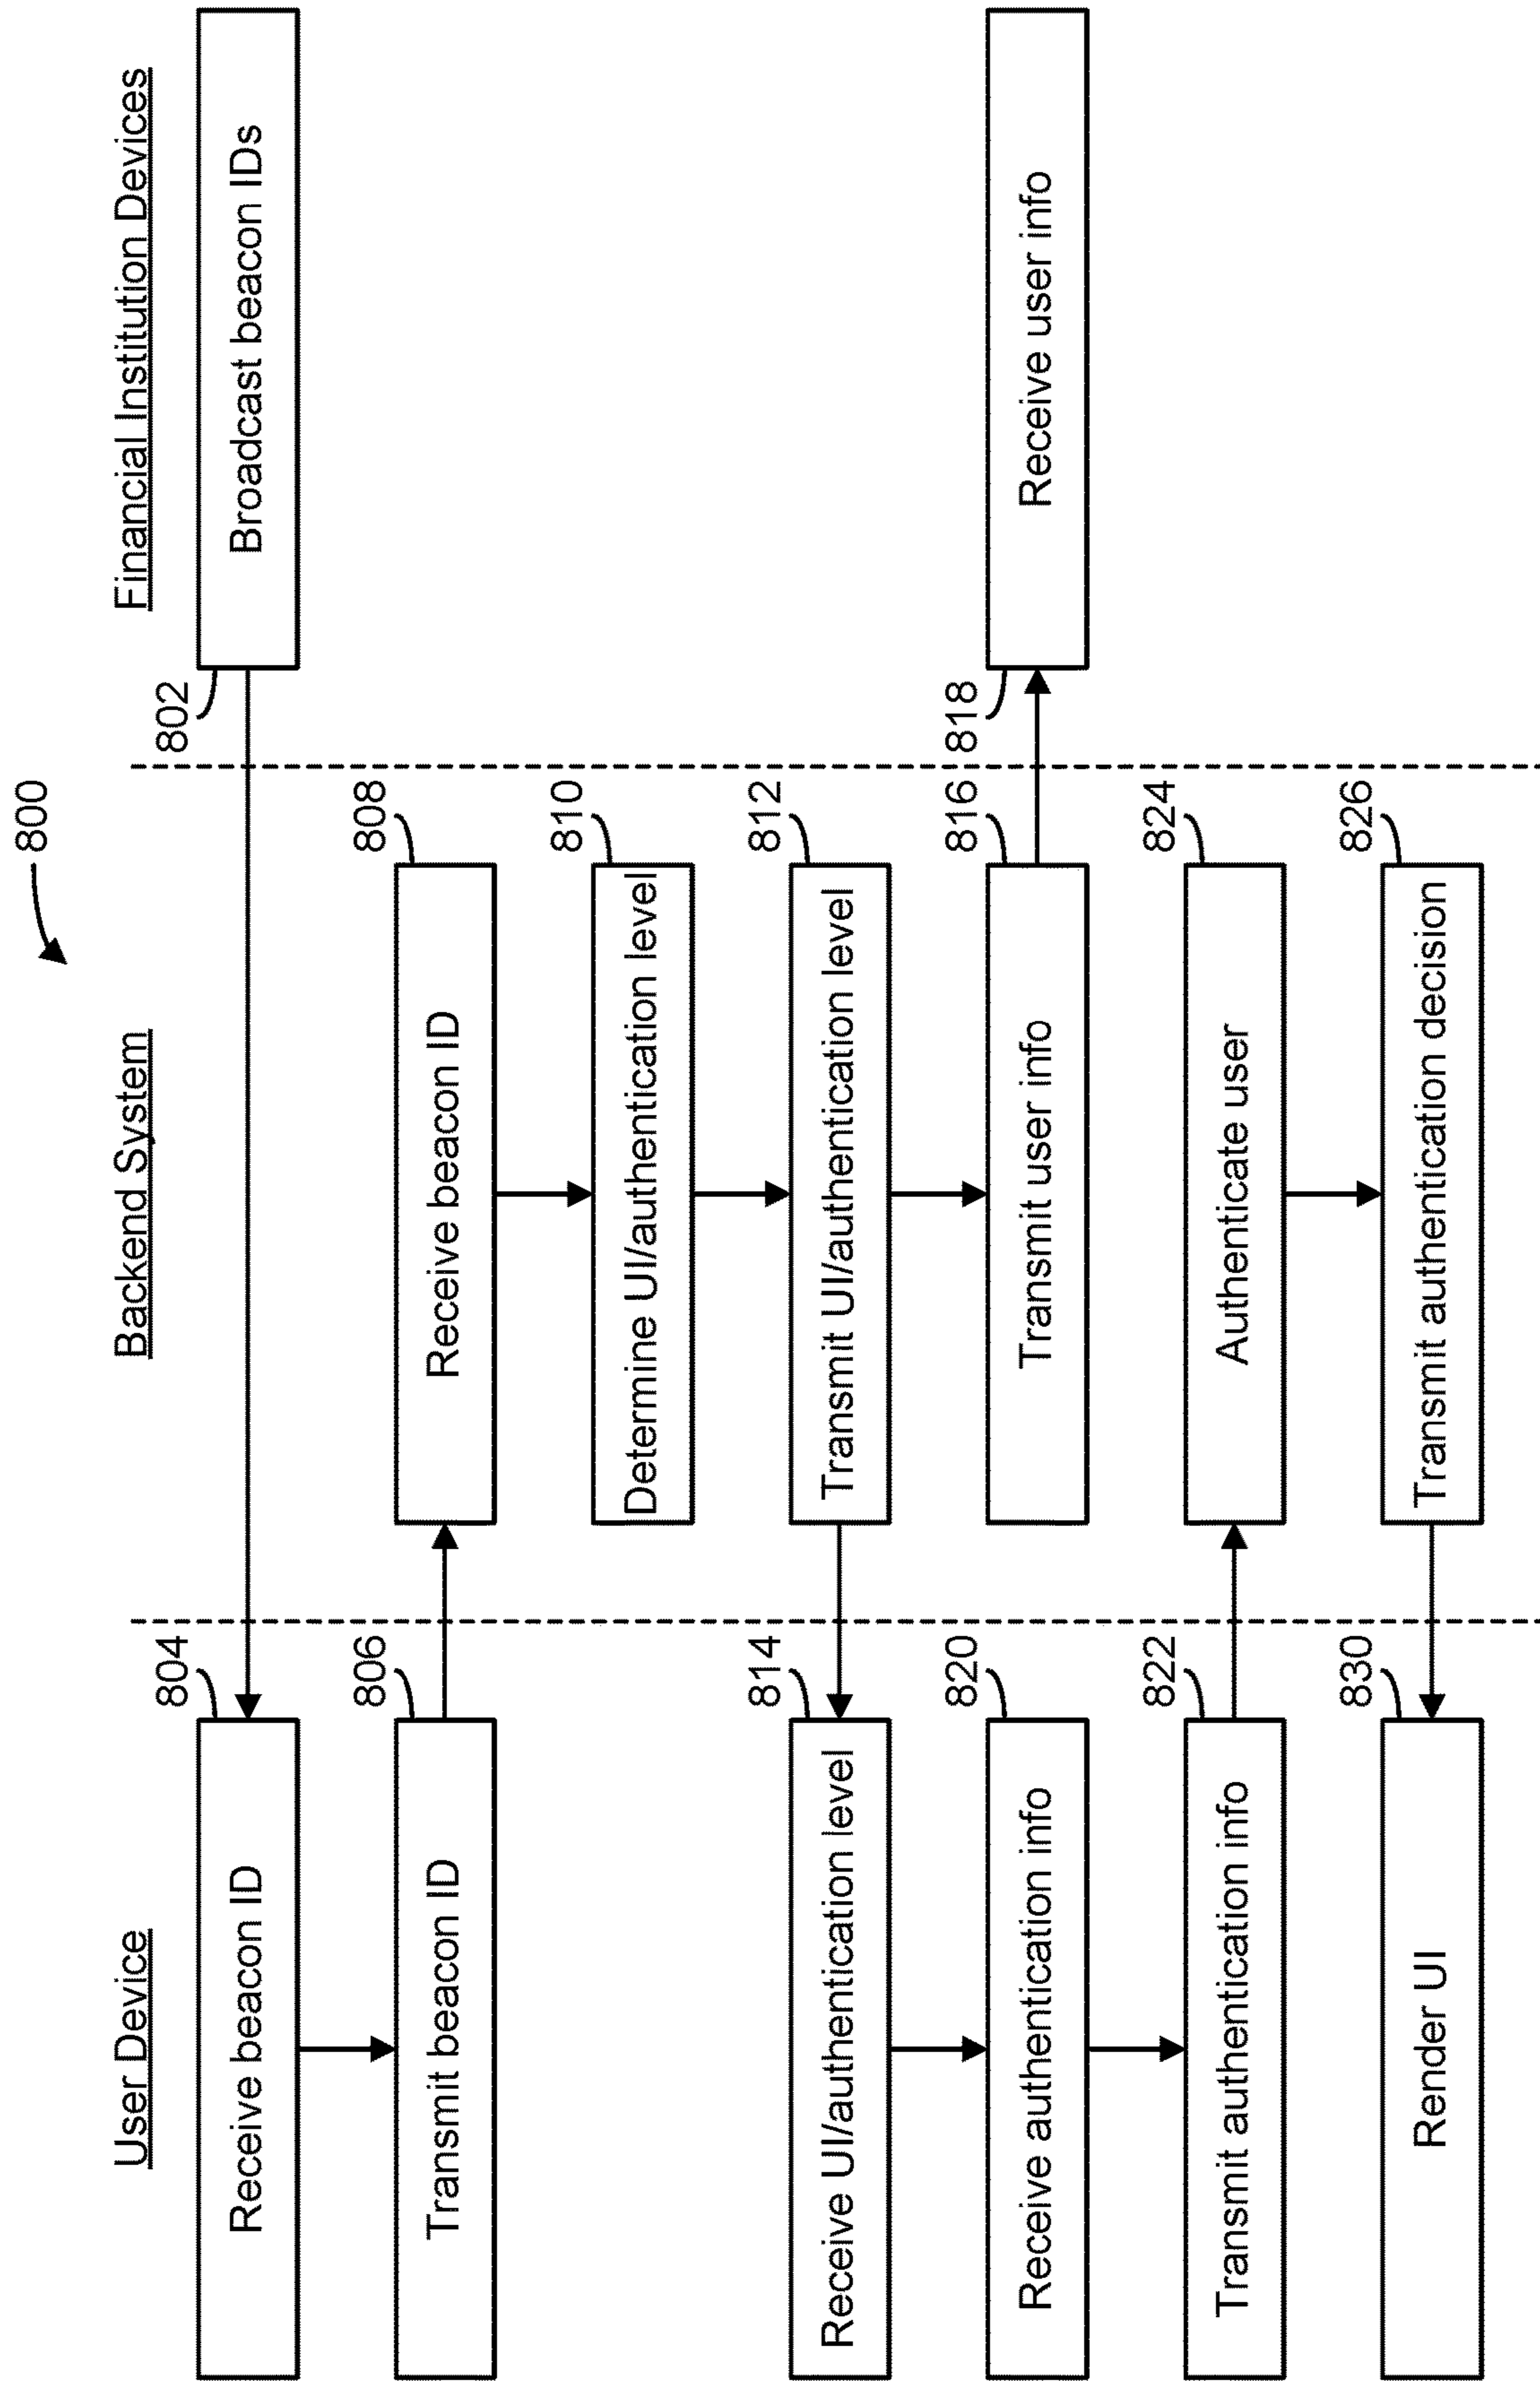 800
User Device
Backend System
Financial Institution Devices
802
Broadcast beacon IDs
804
Receive beacon ID
806
Transmit beacon ID
808
Receive beacon ID
810
Determine UI/authentication level
812
Transmit UI/authentication level
814
Receive UI/authentication level
816
Transmit user info
818
Receive user info
820
Receive authentication info
822
Transmit authentication info
824
Authenticate user
826
Transmit authentication decision
830
Render UI